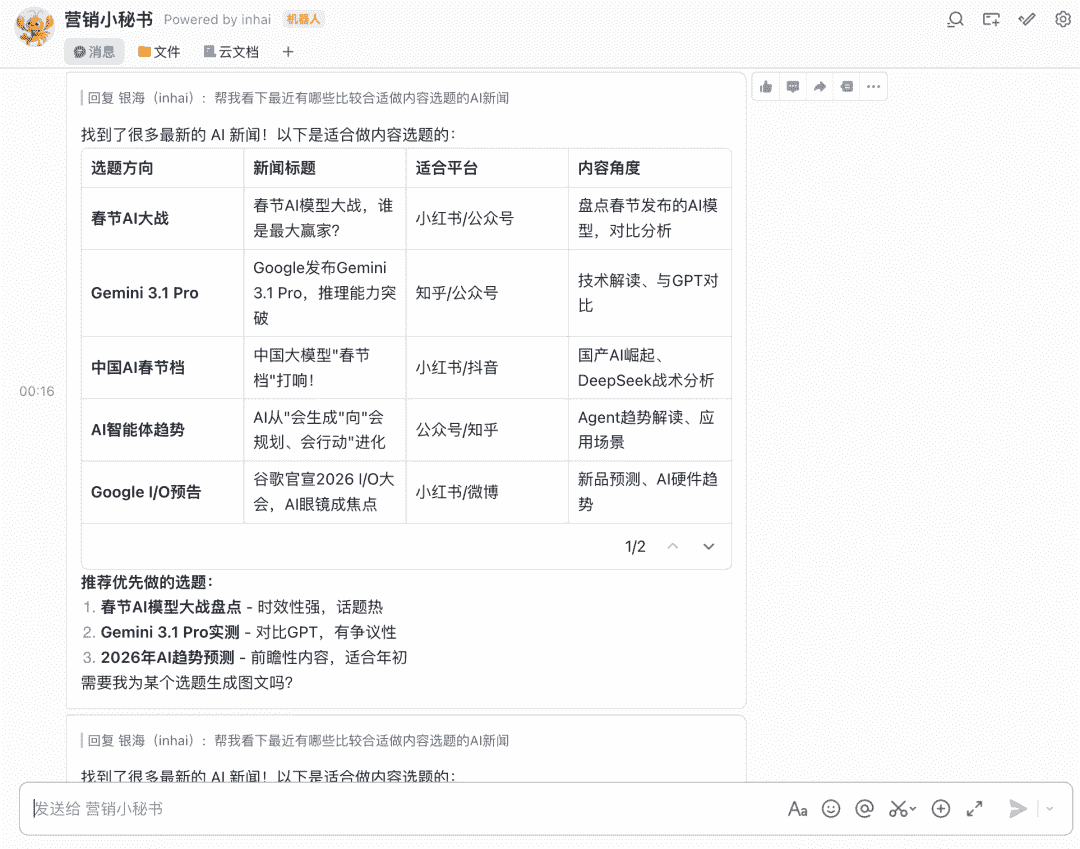 营销小秘书 Powered by inhai 机器人
消息 文件 云文档
回复 银海（inhai）：帮我看下最近有哪些比较合适做内容选题的AI新闻
找到了很多最新的 AI 新闻！以下是适合做内容选题的：
选题方向 新闻标题 适合平台 内容角度
春节AI大战
春节AI模型大战，谁
是最大赢家?
小红书/公众号
盘点春节发布的AI模
型，对比分析
Gemini 3.1 Pro
Google发布Gemini
3.1 Pro，推理能力突
破
知乎/公众号
技术解读、与GPT对
比
中国AI春节档
中国大模型"春节
档"打响！
小红书/抖音
国产AI崛起、
DeepSeek战术分析
AI智能体趋势
AI从"会生成"向"会
规划、会行动"进化
公众号/知乎
Agent趋势解读、应
用场景
Google I/O预告
谷歌官宣2026 I/O大
会，AI眼镜成焦点
小红书/微博
新品预测、AI硬件趋
势
1/2
00:16
推荐优先做的选题：
1. 春节AI模型大战盘点 - 时效性强，话题热
2. Gemini 3.1 Pro实测 - 对比GPT，有争议性
3. 2026年AI趋势预测 - 前瞻性内容，适合年初
需要我为某个选题生成图文吗?
回复 银海（inhai）：帮我看下最近有哪些比较合适做内容选题的AI新闻
找到了很多最新的 AI 新闻！以下是适合做内容选题的：
发送给 营销小秘书
Aa